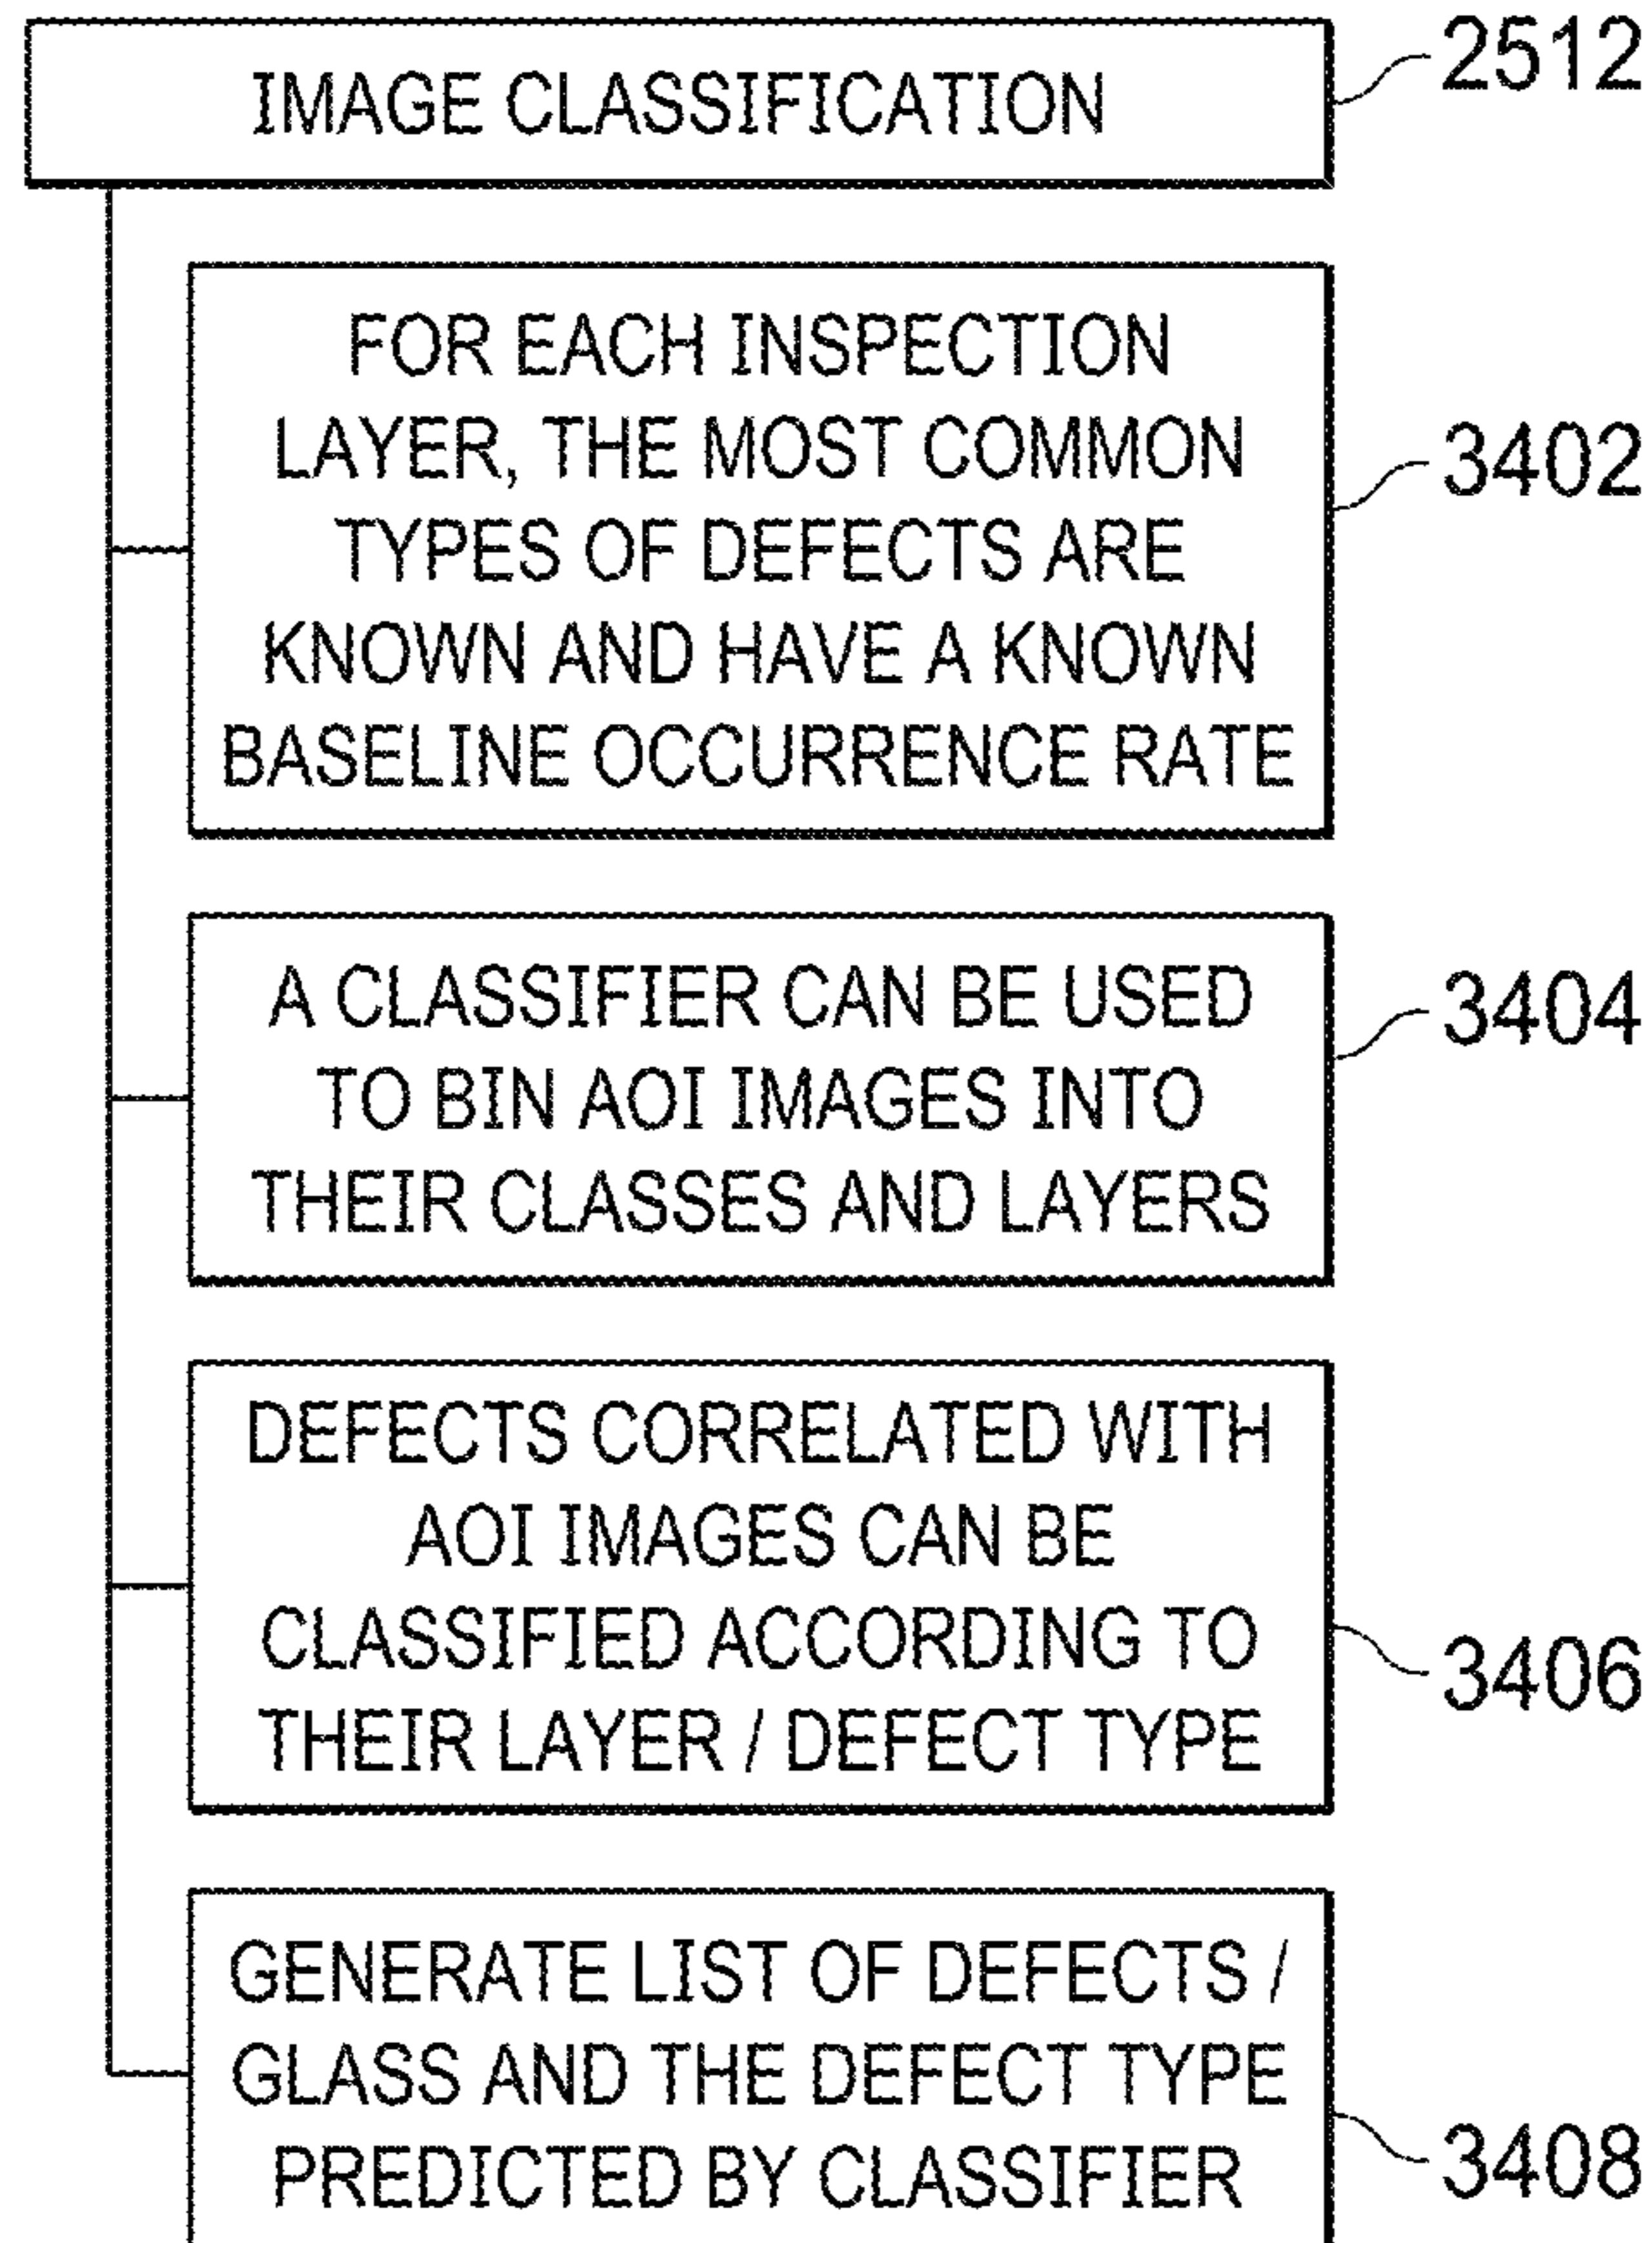 IMAGE CLASSIFICATION
2512
FOR EACH INSPECTION
LAYER, THE MOST COMMON
TYPES OF DEFECTS ARE
KNOWN AND HAVE A KNOWN
BASELINE OCCURRENCE RATE
3402
A CLASSIFIER CAN BE USED
TO BIN AOI IMAGES INTO
THEIR CLASSES AND LAYERS
3404
DEFECTS CORRELATED WITH
AOI IMAGES CAN BE
CLASSIFIED ACCORDING TO
THEIR LAYER / DEFECT TYPE
3406
GENERATE LIST OF DEFECTS /
GLASS AND THE DEFECT TYPE
PREDICTED BY CLASSIFIER
3408